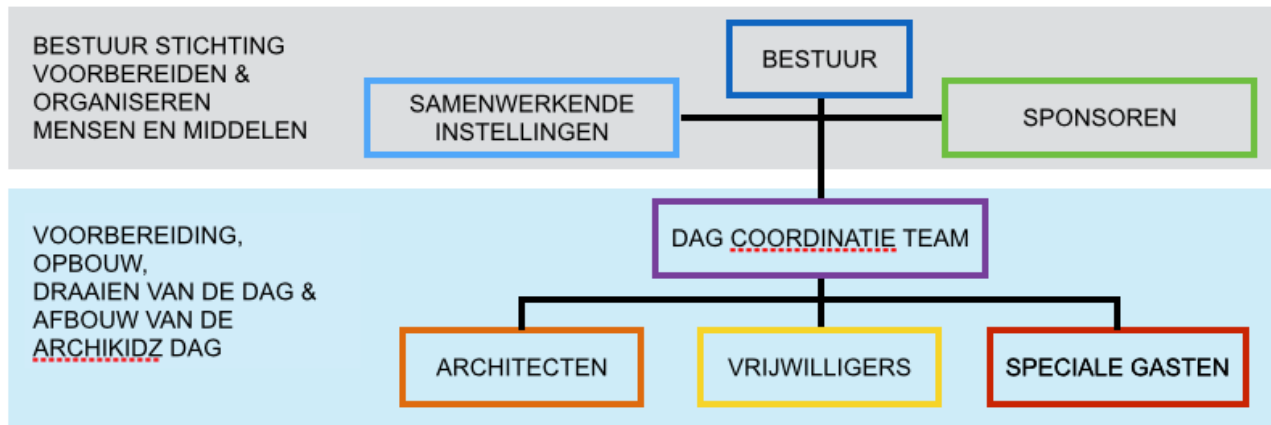 BESTUUR STICHTING
VOORBEREIDEN &
ORGANISEREN
MENSEN EN MIDDELEN
BESTUUR
SAMENWERKENDE
INSTELLINGEN
SPONSOREN
VOORBEREIDING,
OPBOUW,
DRAAIEN VAN DE DAG &
AFBOUW VAN DE
ARCHIKIDZ DAG
DAG COORDINATIE TEAM
ARCHITECTEN
VRIJWILLIGERS
SPECIALE GASTEN